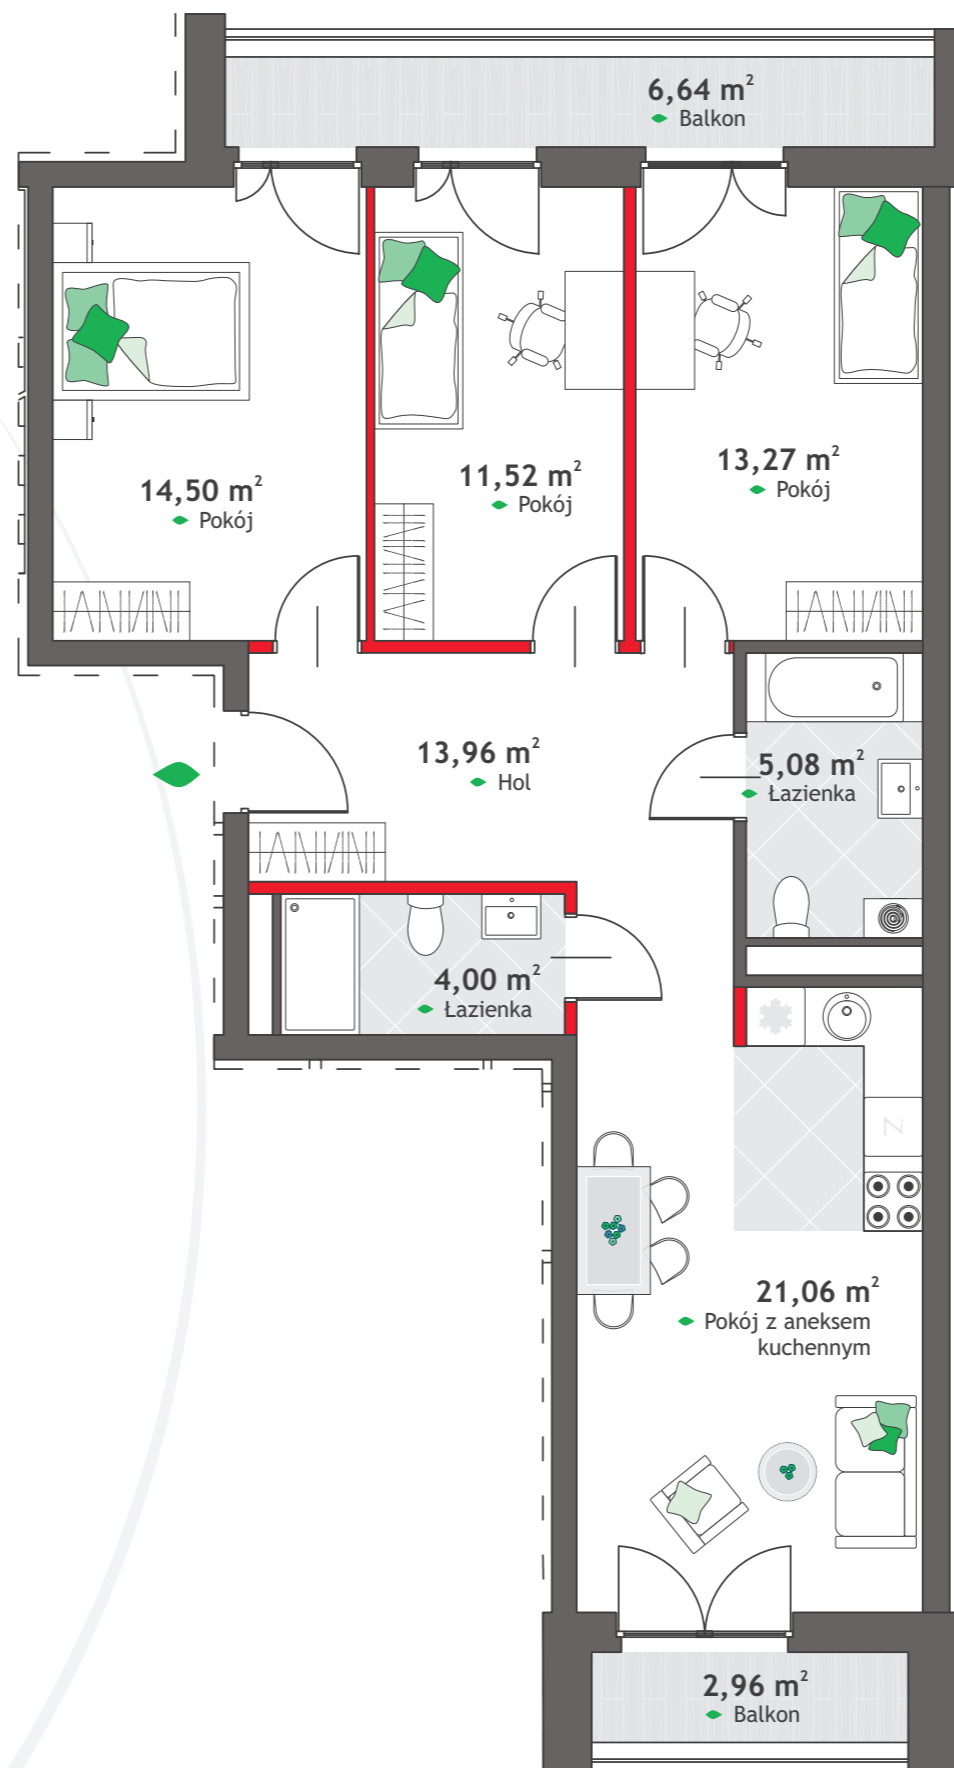 6,64 m²
Balkon
14,50 m²
Pokój
11,52 m²
Pokój
13,27 m²
Pokój
13,96 m²
Hol
5,08 m²
Łazienka
4,00 m²
Łazienka
Z
21,06 m²
Pokój z aneksem
kuchennym
2,96 m²
Balkon